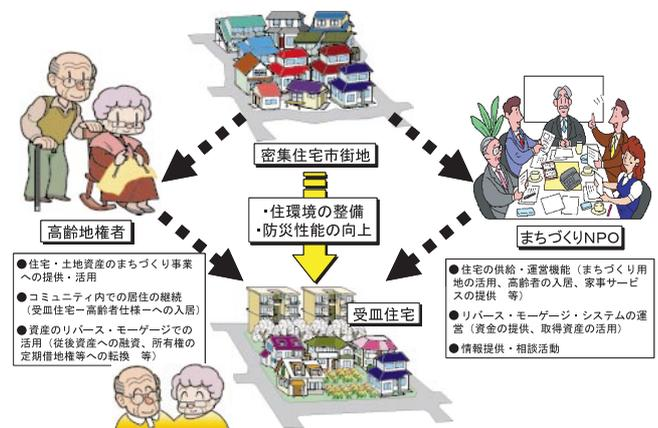 密集住宅市街地
・住環境の整備
・防災性能の向上
高齢地権者
●住宅・土地資産のまちづくり事業
への提供・活用
●コミュニティ内での居住の継続
（受皿住宅ー高齢者仕様ーへの入居）
●資産のリバース・モーゲージでの
活用（従後資産への融資、所有権の
定期借地権等への転換　等）
まちづくりNPO
●住宅の供給・運営機能（まちづくり用
地の活用、高齢者の入居、家事サービ
スの提供　等）
●リバース・モーゲージ・システムの運
営（資金の提供、取得資産の活用）
●情報提供・相談活動
受皿住宅